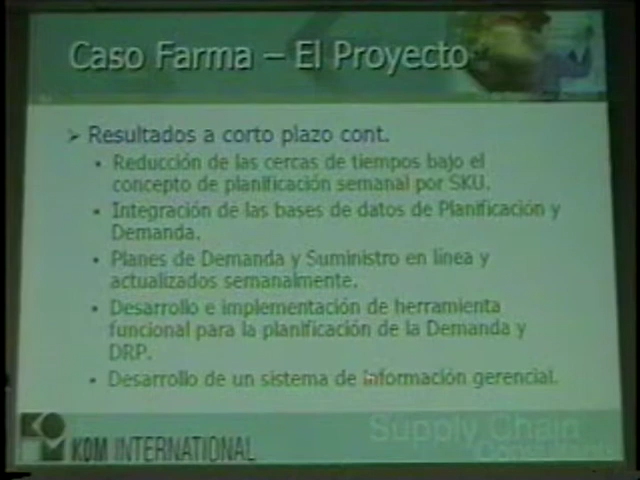 Caso Farma – El Proyecto
➢ Resultados a corto plazo cont.
• Reducción de las cercas de tiempos bajo el
concepto de planificación semanal por SKU.
• Integración de las bases de datos de Planificación y
Demanda.
• Planes de Demanda y Suministro en línea y
actualizados semanalmente.
• Desarrollo e implementación de herramienta
funcional para la planificación de la Demanda y
DRP.
• Desarrollo de un sistema de información gerencial.
KOM INTERNATIONAL
Supply Chain
Consultants